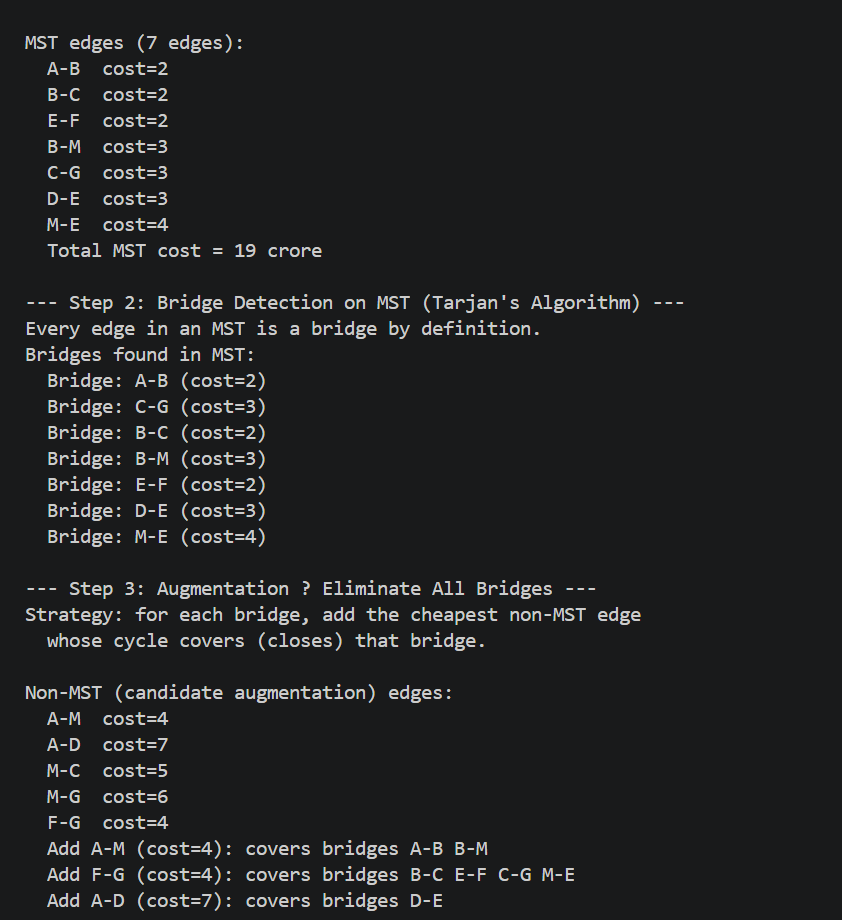 MST edges (7 edges):
A-B cost=2
B-C cost=2
E-F cost=2
B-M cost=3
C-G cost=3
D-E cost=3
M-E cost=4
Total MST cost = 19 crore
--- Step 2: Bridge Detection on MST (Tarjan's Algorithm) ---
Every edge in an MST is a bridge by definition.
Bridges found in MST:
Bridge: A-B (cost=2)
Bridge: C-G (cost=3)
Bridge: B-C (cost=2)
Bridge: B-M (cost=3)
Bridge: E-F (cost=2)
Bridge: D-E (cost=3)
Bridge: M-E (cost=4)
--- Step 3: Augmentation ? Eliminate All Bridges ---
Strategy: for each bridge, add the cheapest non-MST edge
whose cycle covers (closes) that bridge.
Non-MST (candidate augmentation) edges:
A-M cost=4
A-D cost=7
M-C cost=5
M-G cost=6
F-G cost=4
Add A-M (cost=4): covers bridges A-B B-M
Add F-G (cost=4): covers bridges B-C E-F C-G M-E
Add A-D (cost=7): covers bridges D-E